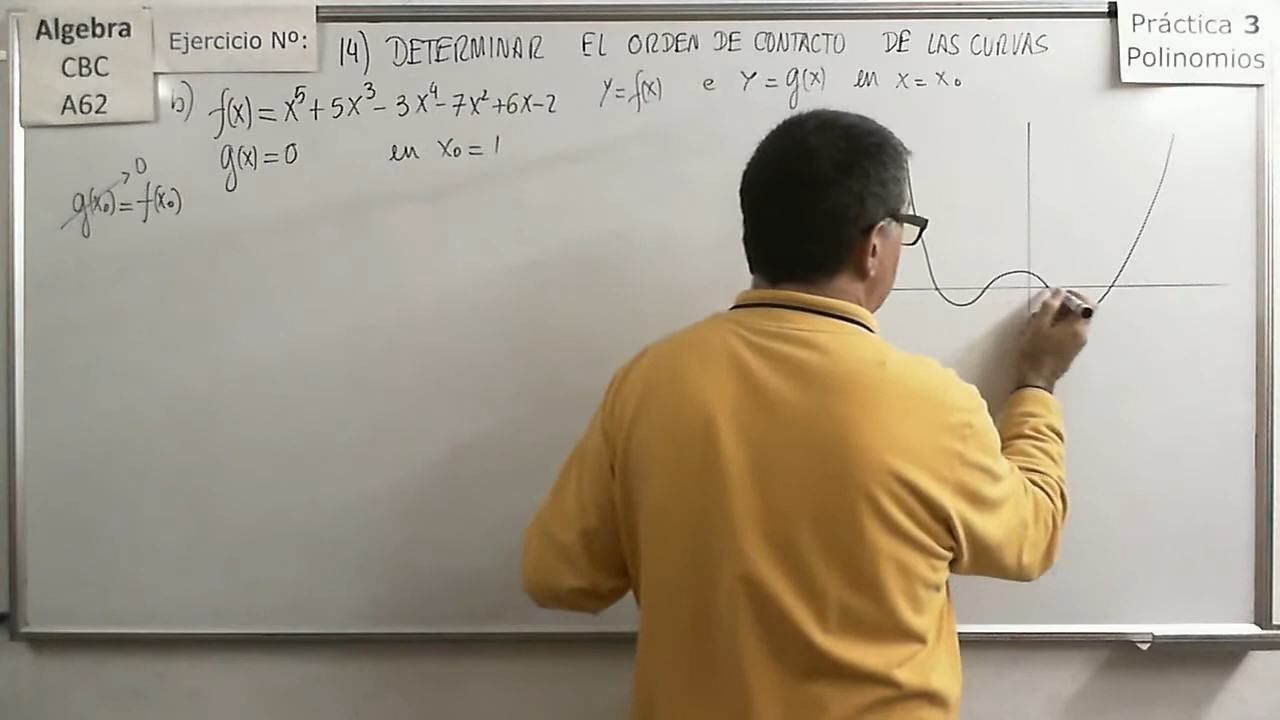 Algebra
CBC
A62
Ejercicio Nº:
14) DETERMINAR EL ORDEN DE CONTACTO DE LAS CURVAS
y=f(x) e y=g(x) en x=x₀
Práctica 3
Polinomios
b) f(x)=x⁵+5x³-3x⁴-7x²+6x-2
g(x)=0 en x₀=1
0
g(x₀)=f(x₀)